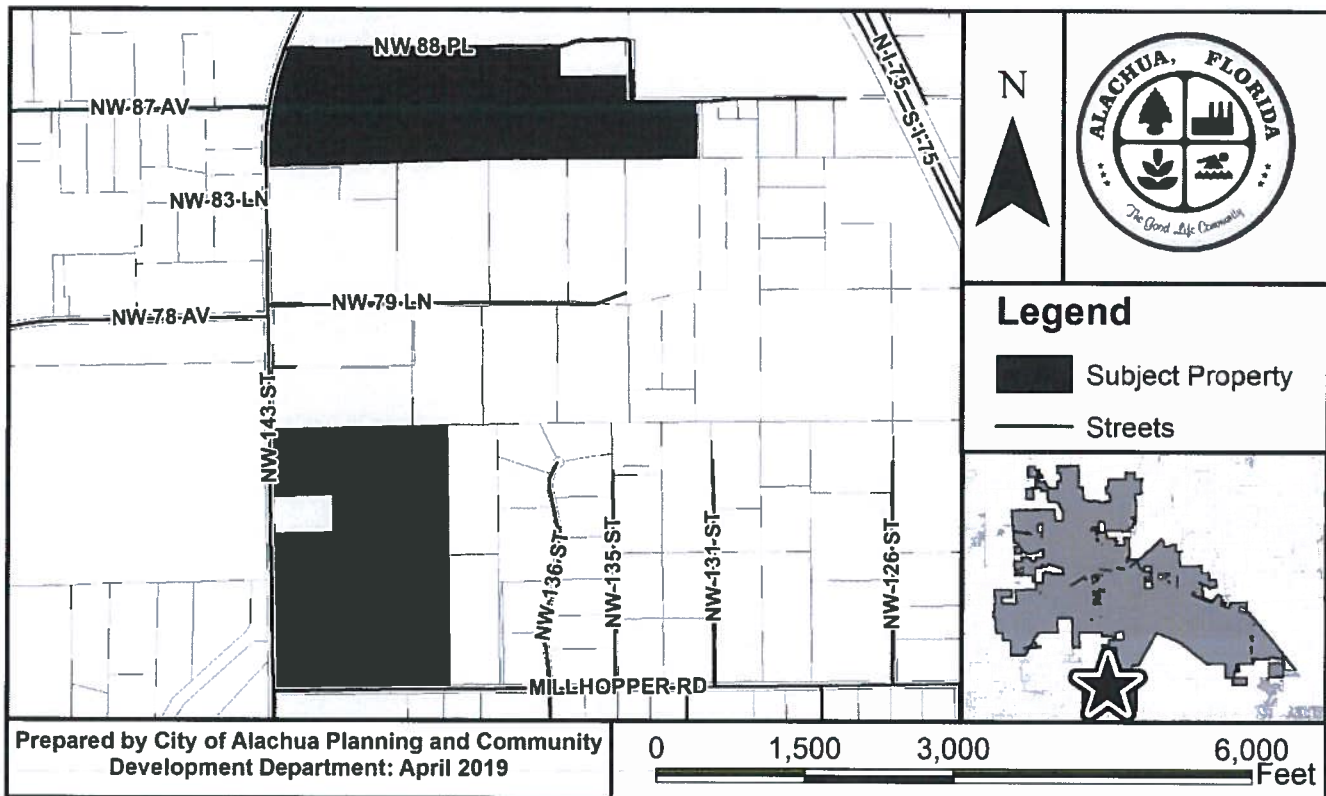 NW 88 PL
N-I-75
S-I-75
NW-87-AV
NW-83-LN
NW-79-LN
NW-78-AV
NW-143-ST
NW-136-ST
NW-135-ST
NW-131-ST
NW-126-ST
MILLHOPPER-RD
N
ALACHUA, FLORIDA
The Good Life Community
Legend
Subject Property
Streets
Prepared by City of Alachua Planning and Community
Development Department: April 2019
0 1,500 3,000 6,000
Feet